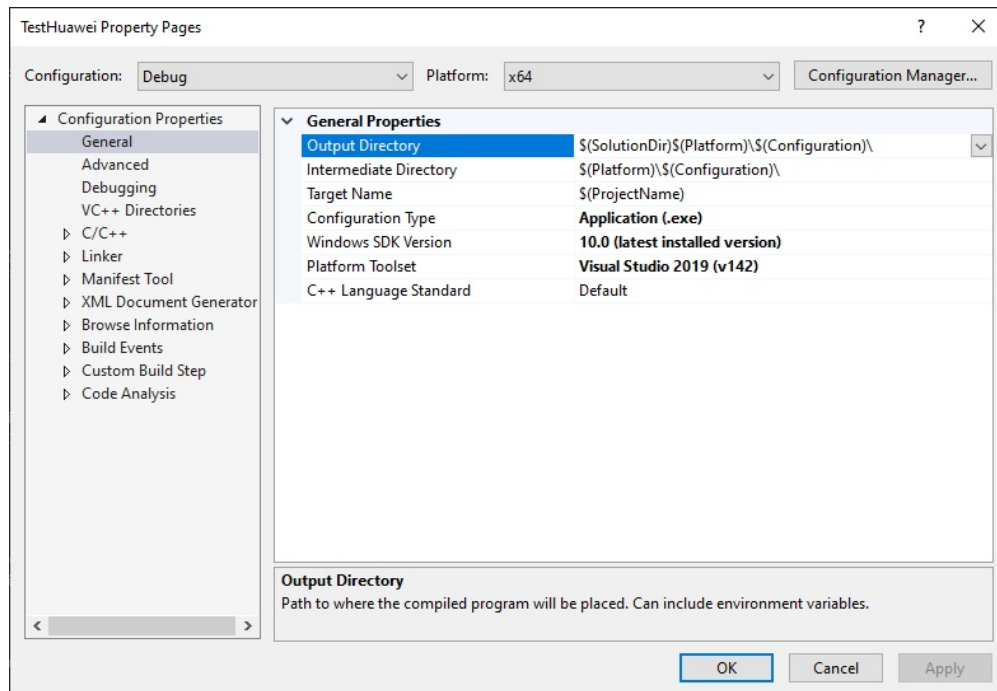 TestHuawei Property Pages
Configuration: Debug Platform: x64 Configuration Manager...
Configuration Properties
General
Advanced
Debugging
VC++ Directories
C/C++
Linker
Manifest Tool
XML Document Generator
Browse Information
Build Events
Custom Build Step
Code Analysis
General Properties
Output Directory $(SolutionDir)$(Platform)\$(Configuration)\
Intermediate Directory $(Platform)\$(Configuration)\
Target Name $(ProjectName)
Configuration Type Application (.exe)
Windows SDK Version 10.0 (latest installed version)
Platform Toolset Visual Studio 2019 (v142)
C++ Language Standard Default
Output Directory
Path to where the compiled program will be placed. Can include environment variables.
OK Cancel Apply